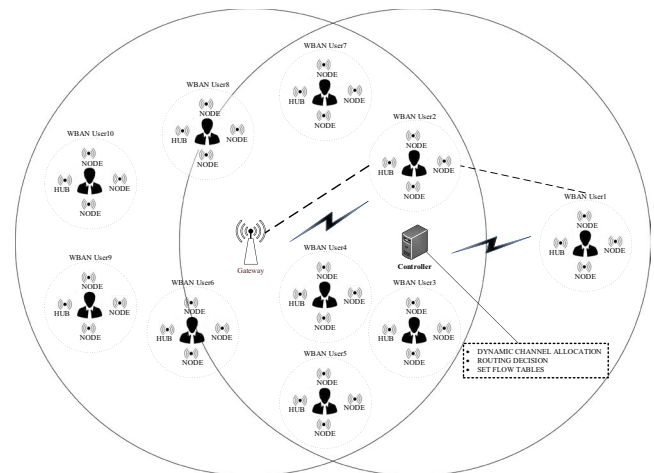 WBAN User7
NODE
HUB
NODE
NODE
WBAN User8
NODE
HUB
NODE
NODE
WBAN User2
NODE
HUB
NODE
NODE
WBAN User10
NODE
HUB
NODE
NODE
WBAN User1
NODE
HUB
NODE
NODE
Gateway
Controller
WBAN User4
NODE
HUB
NODE
NODE
WBAN User9
NODE
HUB
NODE
NODE
WBAN User6
NODE
HUB
NODE
NODE
WBAN User3
NODE
HUB
NODE
NODE
WBAN User5
NODE
HUB
NODE
NODE
• DYNAMIC CHANNEL ALLOCATION
• ROUTING DECISION
• SET FLOW TABLES